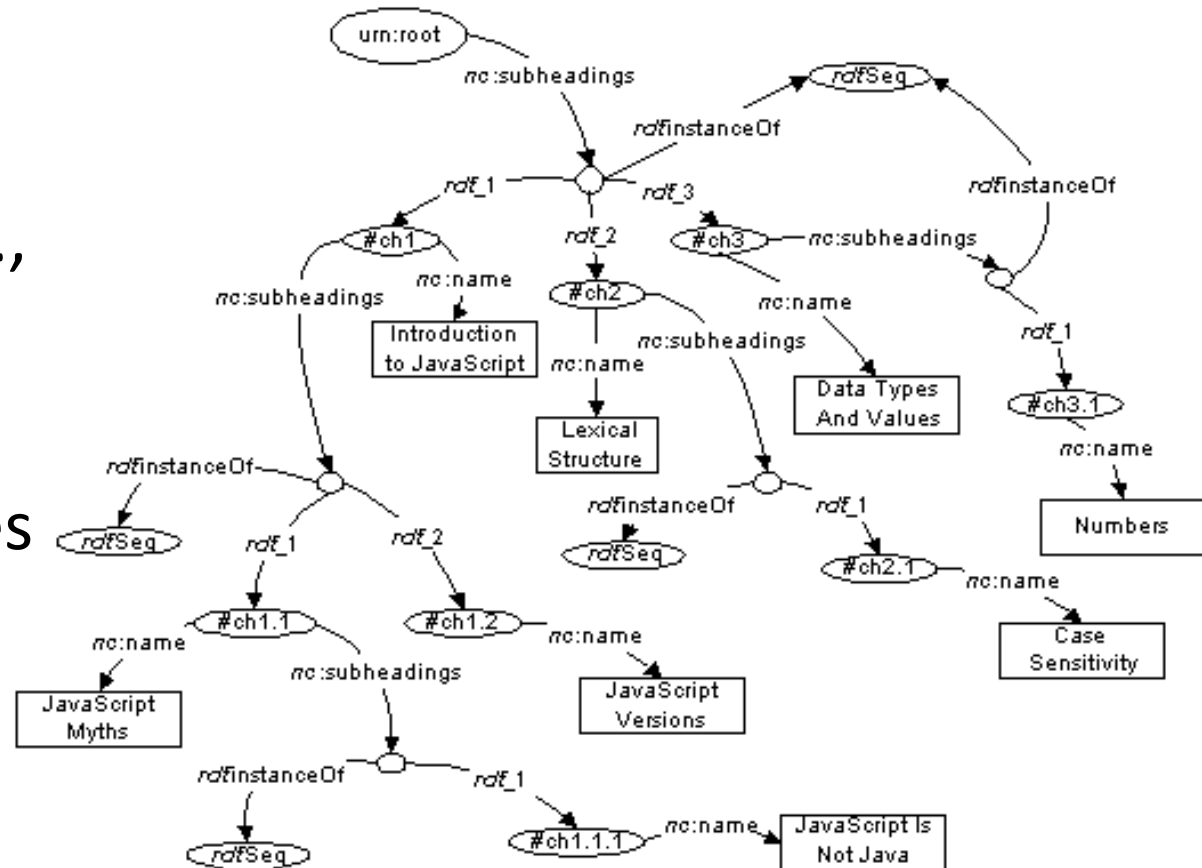 urn:root
nc:subheadings
rdf:Seq
rdf:instanceOf
rdf:instanceOf
rdf:_1
rdf:_3
rdf:_2
#ch1
#ch3
nc:subheadings
.,
nc:name
#ch2
nc:name
nc:subheadings
Introduction
to JavaScript
nc:subheadings
rdf:_1
nc:name
Data Types
And Values
#ch3.1
Lexical
Structure
nc:name
rdf:instanceOf
rdf:instanceOf
rdf:_1
Numbers
es
rdf:Seq
rdf:_1
rdf:_2
rdf:Seq
#ch2.1
nc:name
#ch1.1
#ch1.2
nc:name
nc:name
Case
Sensitivity
nc:subheadings
JavaScript
Myths
JavaScript
Versions
rdf:instanceOf
rdf:_1
nc:name
rdf:Seq
#ch1.1.1
JavaScript Is
Not Java